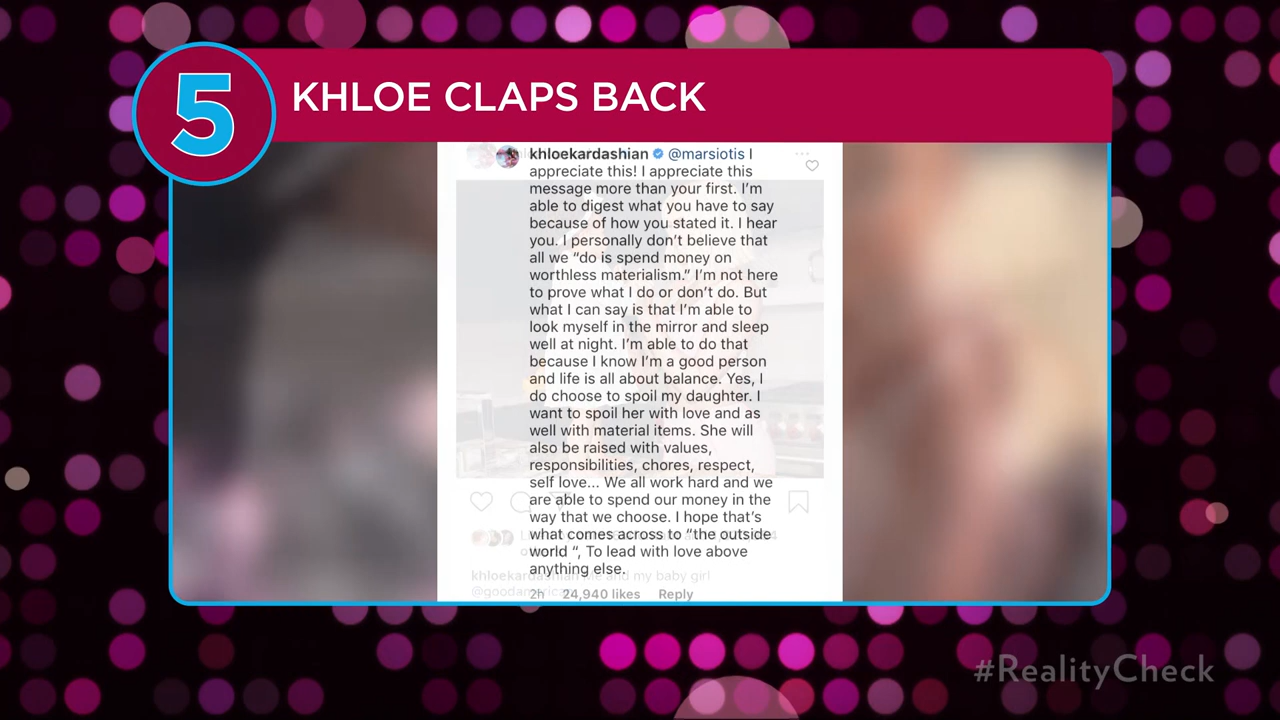 5
KHLOE CLAPS BACK
khloekardashian @marsiotis I
appreciate this! I appreciate this
message more than your first. I'm
able to digest what you have to say
because of how you stated it. I hear
you. I personally don't believe that
all we "do is spend money on
worthless materialism." I'm not here
to prove what I do or don't do. But
what I can say is that I'm able to
look myself in the mirror and sleep
well at night. I'm able to do that
because I know I'm a good person
and life is all about balance. Yes, I
do choose to spoil my daughter. I
want to spoil her with love and as
well with material items. She will
also be raised with values,
responsibilities, chores, respect,
self love... We all work hard and we
are able to spend our money in the
way that we choose. I hope that's
what comes across to "the outside
world “, To lead with love above
anything else.
khloekardashian Me and my baby girl
2h 24,940 likes Reply
#RealityCheck